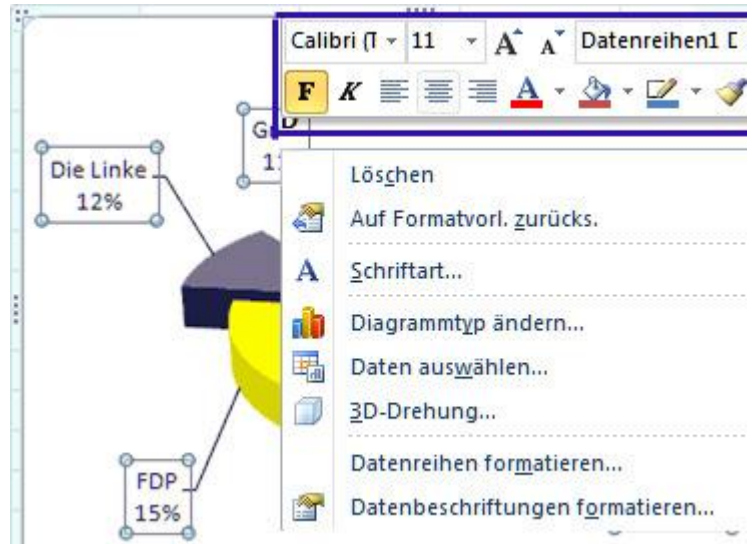 Calibri (T 11 A A Datenreihen1 D
F K A
Die Linke
12%
Löschen
Auf Formatvorl. zurücks.
A Schriftart...
Diagrammtyp ändern...
Daten auswählen...
3D-Drehung...
FDP
15%
Datenreihen formatieren...
Datenbeschriftungen formatieren...